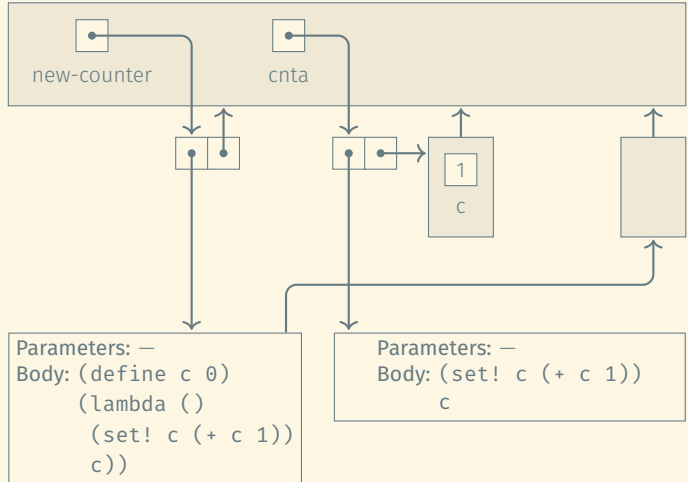 new-counter
cnta
1
c
Parameters: —
Body: (define c 0)
(lambda ()
(set! c (+ c 1))
c))
Parameters: —
Body: (set! c (+ c 1))
c